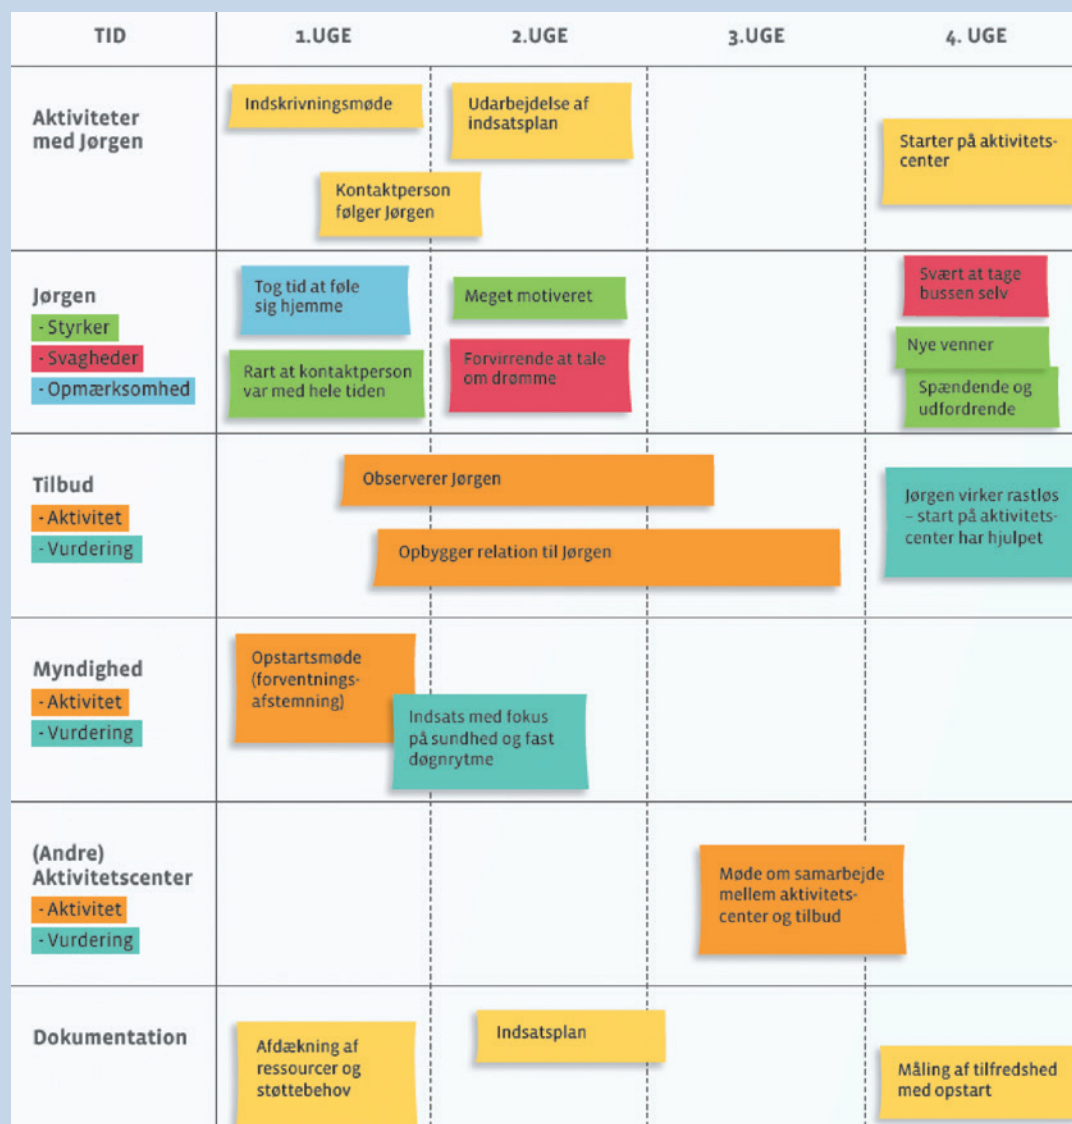 TID
1.UGE
2.UGE
3.UGE
4. UGE
Aktiviteter
med Jørgen
Indskrivningsmøde
Kontaktperson
følger Jørgen
Udarbejdelse af
indsatsplan
Starter på aktivitets-
center
Jørgen
- Styrker
- Svagheder
- Opmærksomhed
Tog tid at føle
sig hjemme
Rart at kontaktperson
var med hele tiden
Meget motiveret
Forvirrende at tale
om drømme
Svært at tage
bussen selv
Nye venner
Spændende og
udfordrende
Tilbud
- Aktivitet
- Vurdering
Observerer Jørgen
Opbygger relation til Jørgen
Jørgen virker rastløs
– start på aktivitets-
center har hjulpet
Myndighed
- Aktivitet
- Vurdering
Opstartsmøde
(forventnings-
afstemning)
Indsats med fokus
på sundhed og fast
døgnrytme
(Andre)
Aktivitetscenter
- Aktivitet
- Vurdering
Møde om samarbejde
mellem aktivitets-
center og tilbud
Dokumentation
Afdækning af
ressourcer og
støttebehov
Indsatsplan
Måling af tilfredshed
med opstart